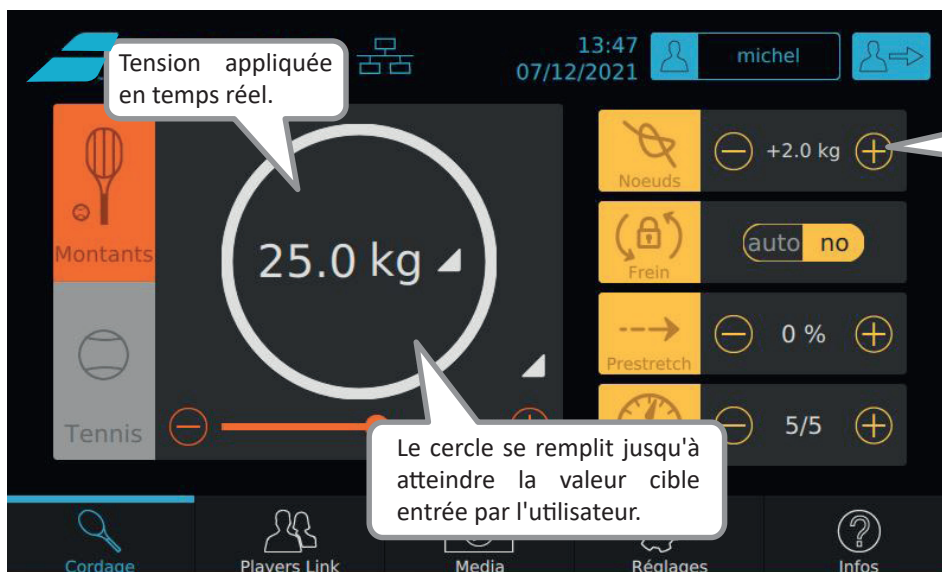 Tension appliquée
en temps réel.
13:47
07/12/2021
michel
Montants
Tennis
25.0 kg
Noeuds
+2.0 kg
Frein
auto no
Prestretch
0 %
5/5
Le cercle se remplit jusqu'à
atteindre la valeur cible
entrée par l'utilisateur.
Cordage
Players Link
Media
Réglages
Infos